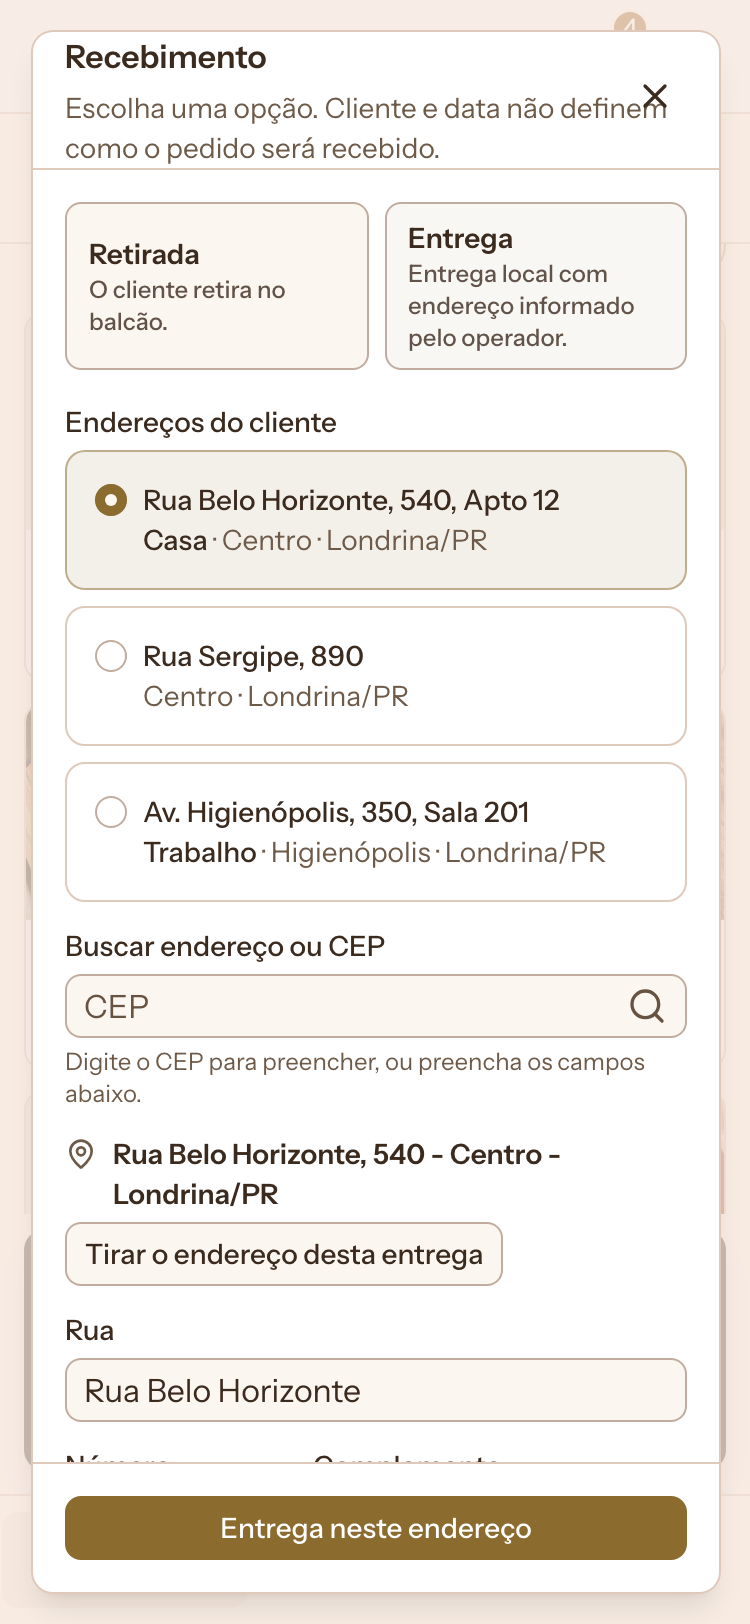 4
Recebimento
Escolha uma opção. Cliente e data não definem
como o pedido será recebido.
Retirada
O cliente retira no
balcão.
Entrega
Entrega local com
endereço informado
pelo operador.
Endereços do cliente
Rua Belo Horizonte, 540, Apto 12
Casa · Centro · Londrina/PR
Rua Sergipe, 890
Centro · Londrina/PR
Av. Higienópolis, 350, Sala 201
Trabalho · Higienópolis · Londrina/PR
Buscar endereço ou CEP
CEP
Digite o CEP para preencher, ou preencha os campos
abaixo.
Rua Belo Horizonte, 540 - Centro -
Londrina/PR
Tirar o endereço desta entrega
Rua
Rua Belo Horizonte
Número Complemento
Entrega neste endereço